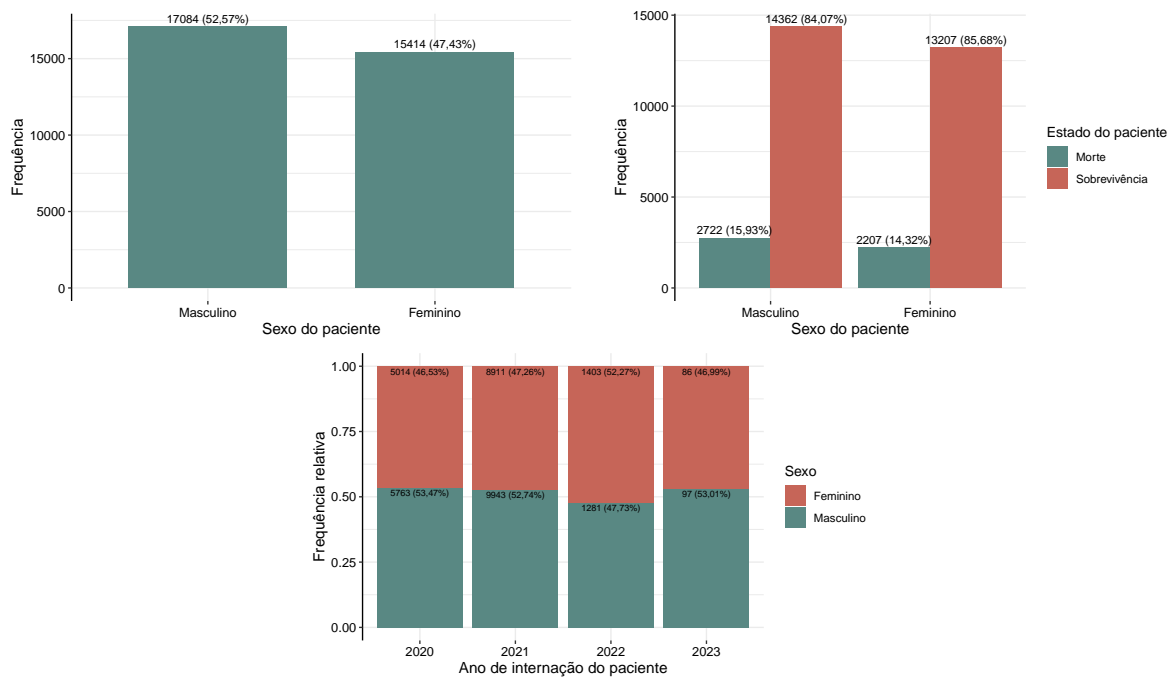 17084 (52,57%)
15414 (47,43%)
15000
10000
5000
0
Frequência
Masculino
Feminino
Sexo do paciente
14362 (84,07%)
13207 (85,68%)
2722 (15,93%)
2207 (14,32%)
15000
10000
5000
0
Frequência
Masculino
Feminino
Sexo do paciente
Estado do paciente
Morte
Sobrevivência
1.00
0.75
0.50
0.25
0.00
Frequência relativa
5014 (46,53%)
8911 (47,26%)
1403 (52,27%)
86 (46,99%)
5763 (53,47%)
9943 (52,74%)
1281 (47,73%)
97 (53,01%)
2020
2021
2022
2023
Ano de internação do paciente
Sexo
Feminino
Masculino